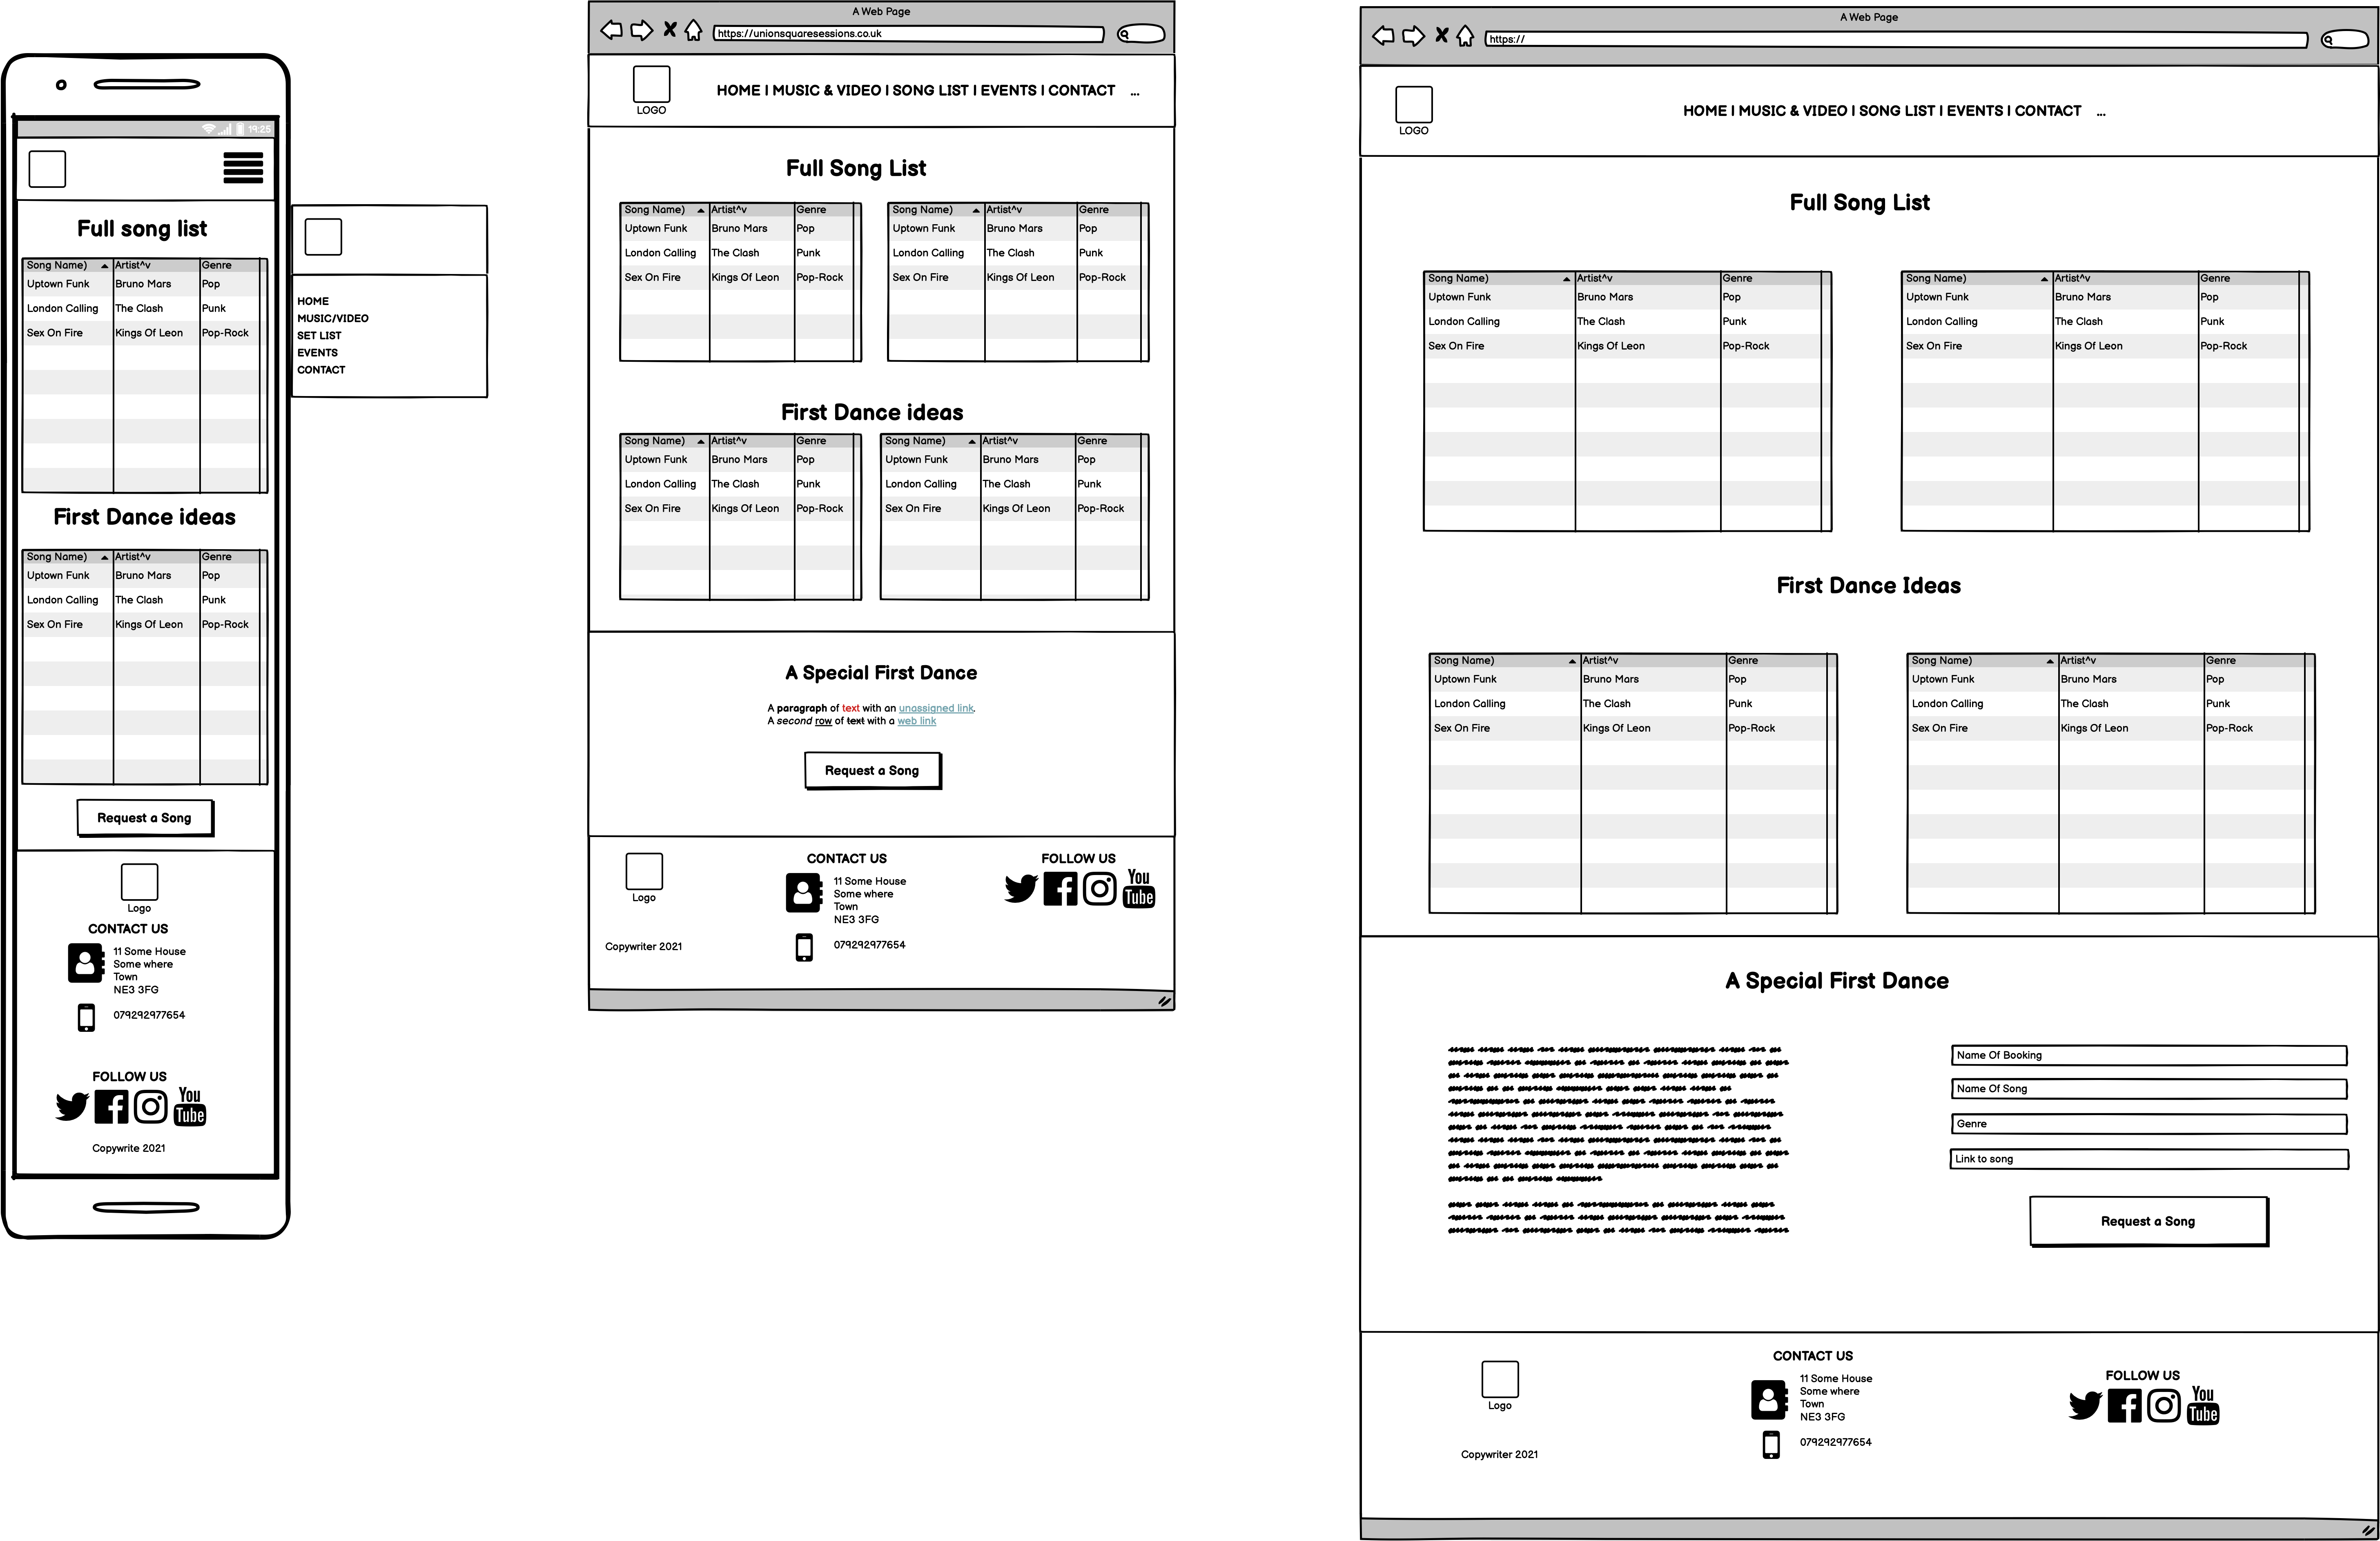 19:25
Full song list
Song Name) Artist^v Genre
Uptown Funk Bruno Mars Pop
London Calling The Clash Punk
Sex On Fire Kings Of Leon Pop-Rock
First Dance ideas
Song Name) Artist^v Genre
Uptown Funk Bruno Mars Pop
London Calling The Clash Punk
Sex On Fire Kings Of Leon Pop-Rock
Request a Song
Logo
CONTACT US
11 Some House
Some where
Town
NE3 3FG
079292977654
FOLLOW US
You
Tube
Copywrite 2021
HOME
MUSIC/VIDEO
SET LIST
EVENTS
CONTACT
A Web Page
https://unionsquaresessions.co.uk
LOGO
HOME | MUSIC & VIDEO | SONG LIST | EVENTS | CONTACT ...
Full Song List
Song Name) Artist^v Genre Song Name) Artist^v Genre
Uptown Funk Bruno Mars Pop Uptown Funk Bruno Mars Pop
London Calling The Clash Punk London Calling The Clash Punk
Sex On Fire Kings Of Leon Pop-Rock Sex On Fire Kings Of Leon Pop-Rock
First Dance ideas
Song Name) Artist^v Genre Song Name) Artist^v Genre
Uptown Funk Bruno Mars Pop Uptown Funk Bruno Mars Pop
London Calling The Clash Punk London Calling The Clash Punk
Sex On Fire Kings Of Leon Pop-Rock Sex On Fire Kings Of Leon Pop-Rock
A Special First Dance
A paragraph of text with an unassigned link.
A second row of text with a web link
Request a Song
Logo
Copywriter 2021
CONTACT US
11 Some House
Some where
Town
NE3 3FG
079292977654
FOLLOW US
You
Tube
A Web Page
https://
LOGO
HOME | MUSIC & VIDEO | SONG LIST | EVENTS | CONTACT ...
Full Song List
Song Name) Artist^v Genre Song Name) Artist^v Genre
Uptown Funk Bruno Mars Pop Uptown Funk Bruno Mars Pop
London Calling The Clash Punk London Calling The Clash Punk
Sex On Fire Kings Of Leon Pop-Rock Sex On Fire Kings Of Leon Pop-Rock
First Dance Ideas
Song Name) Artist^v Genre Song Name) Artist^v Genre
Uptown Funk Bruno Mars Pop Uptown Funk Bruno Mars Pop
London Calling The Clash Punk London Calling The Clash Punk
Sex On Fire Kings Of Leon Pop-Rock Sex On Fire Kings Of Leon Pop-Rock
A Special First Dance
Name Of Booking
Name Of Song
Genre
Link to song
Request a Song
Logo
Copywriter 2021
CONTACT US
11 Some House
Some where
Town
NE3 3FG
079292977654
FOLLOW US
You
Tube